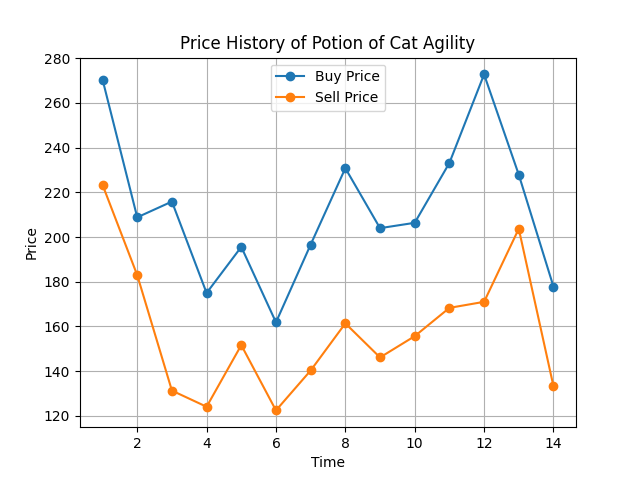 Price History of Potion of Cat Agility
Buy Price
Sell Price
Price
280
260
240
220
200
180
160
140
120
2 4 6 8 10 12 14
Time